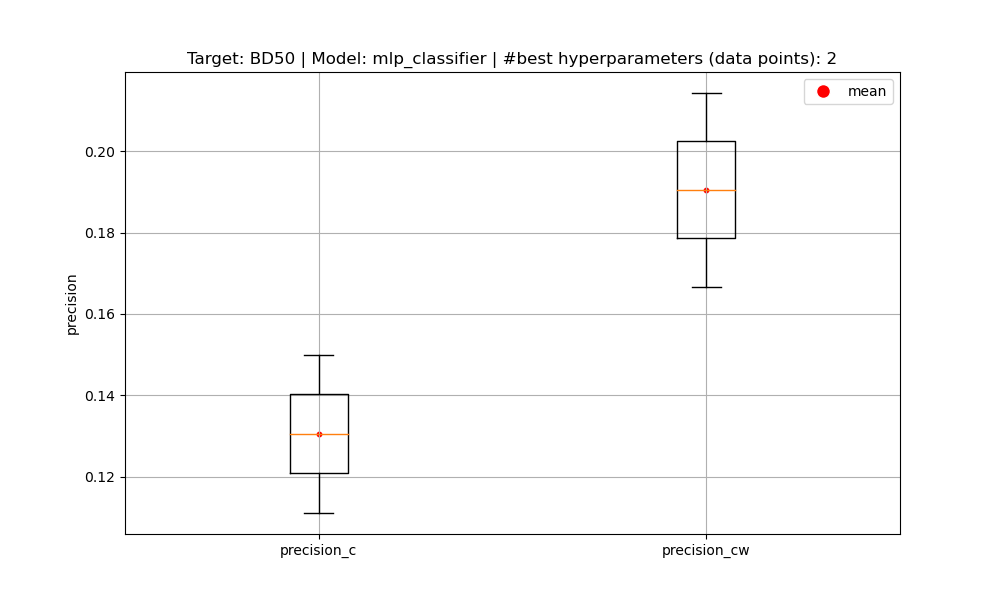 Target: BD50 | Model: mlp_classifier | #best hyperparameters (data points): 2
mean
0.20
0.18
0.16
0.14
0.12
precision
precision_c
precision_cw